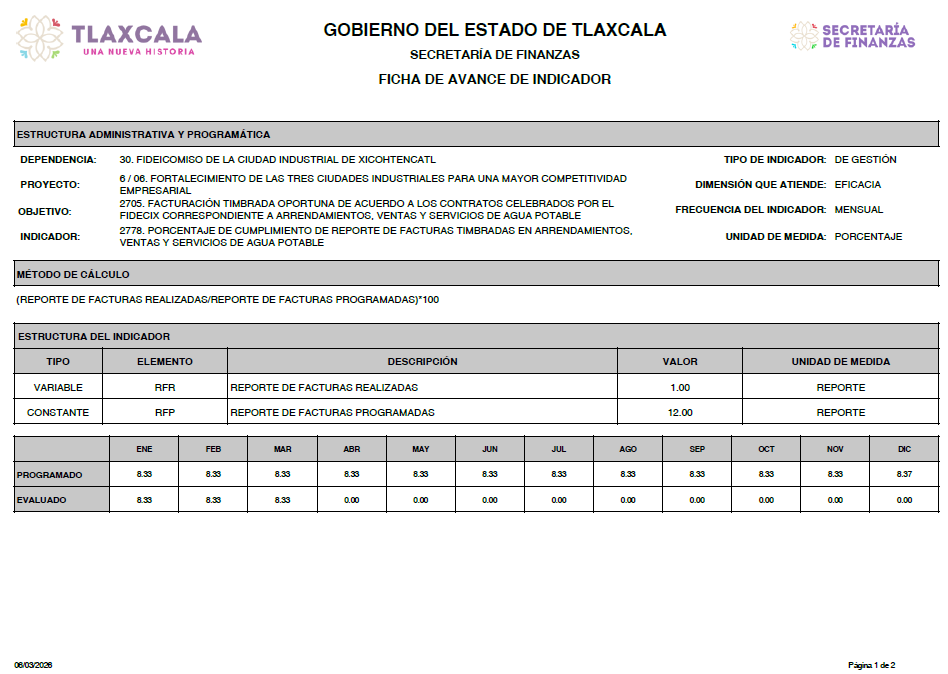 TLAXCALA
UNA NUEVA HISTORIA
GOBIERNO DEL ESTADO DE TLAXCALA
SECRETARÍA DE FINANZAS
FICHA DE AVANCE DE INDICADOR
SECRETARÍA
DE FINANZAS
ESTRUCTURA ADMINISTRATIVA Y PROGRAMÁTICA
DEPENDENCIA: 30. FIDEICOMISO DE LA CIUDAD INDUSTRIAL DE XICOHTENCATL TIPO DE INDICADOR: DE GESTIÓN
PROYECTO: 6 / 06. FORTALECIMIENTO DE LAS TRES CIUDADES INDUSTRIALES PARA UNA MAYOR COMPETITIVIDAD
EMPRESARIAL DIMENSIÓN QUE ATIENDE: EFICACIA
OBJETIVO: 2705. FACTURACIÓN TIMBRADA OPORTUNA DE ACUERDO A LOS CONTRATOS CELEBRADOS POR EL
FIDECIX CORRESPONDIENTE A ARRENDAMIENTOS, VENTAS Y SERVICIOS DE AGUA POTABLE FRECUENCIA DEL INDICADOR: MENSUAL
INDICADOR: 2778. PORCENTAJE DE CUMPLIMIENTO DE REPORTE DE FACTURAS TIMBRADAS EN ARRENDAMIENTOS,
VENTAS Y SERVICIOS DE AGUA POTABLE UNIDAD DE MEDIDA: PORCENTAJE
MÉTODO DE CÁLCULO
(REPORTE DE FACTURAS REALIZADAS/REPORTE DE FACTURAS PROGRAMADAS)*100
ESTRUCTURA DEL INDICADOR
TIPO ELEMENTO DESCRIPCIÓN VALOR UNIDAD DE MEDIDA
VARIABLE RFR REPORTE DE FACTURAS REALIZADAS 1.00 REPORTE
CONSTANTE RFP REPORTE DE FACTURAS PROGRAMADAS 12.00 REPORTE
ENE FEB MAR ABR MAY JUN JUL AGO SEP OCT NOV DIC
PROGRAMADO 8.33 8.33 8.33 8.33 8.33 8.33 8.33 8.33 8.33 8.33 8.33 8.37
EVALUADO 8.33 8.33 8.33 0.00 0.00 0.00 0.00 0.00 0.00 0.00 0.00 0.00
06/03/2026 Página 1 de 2